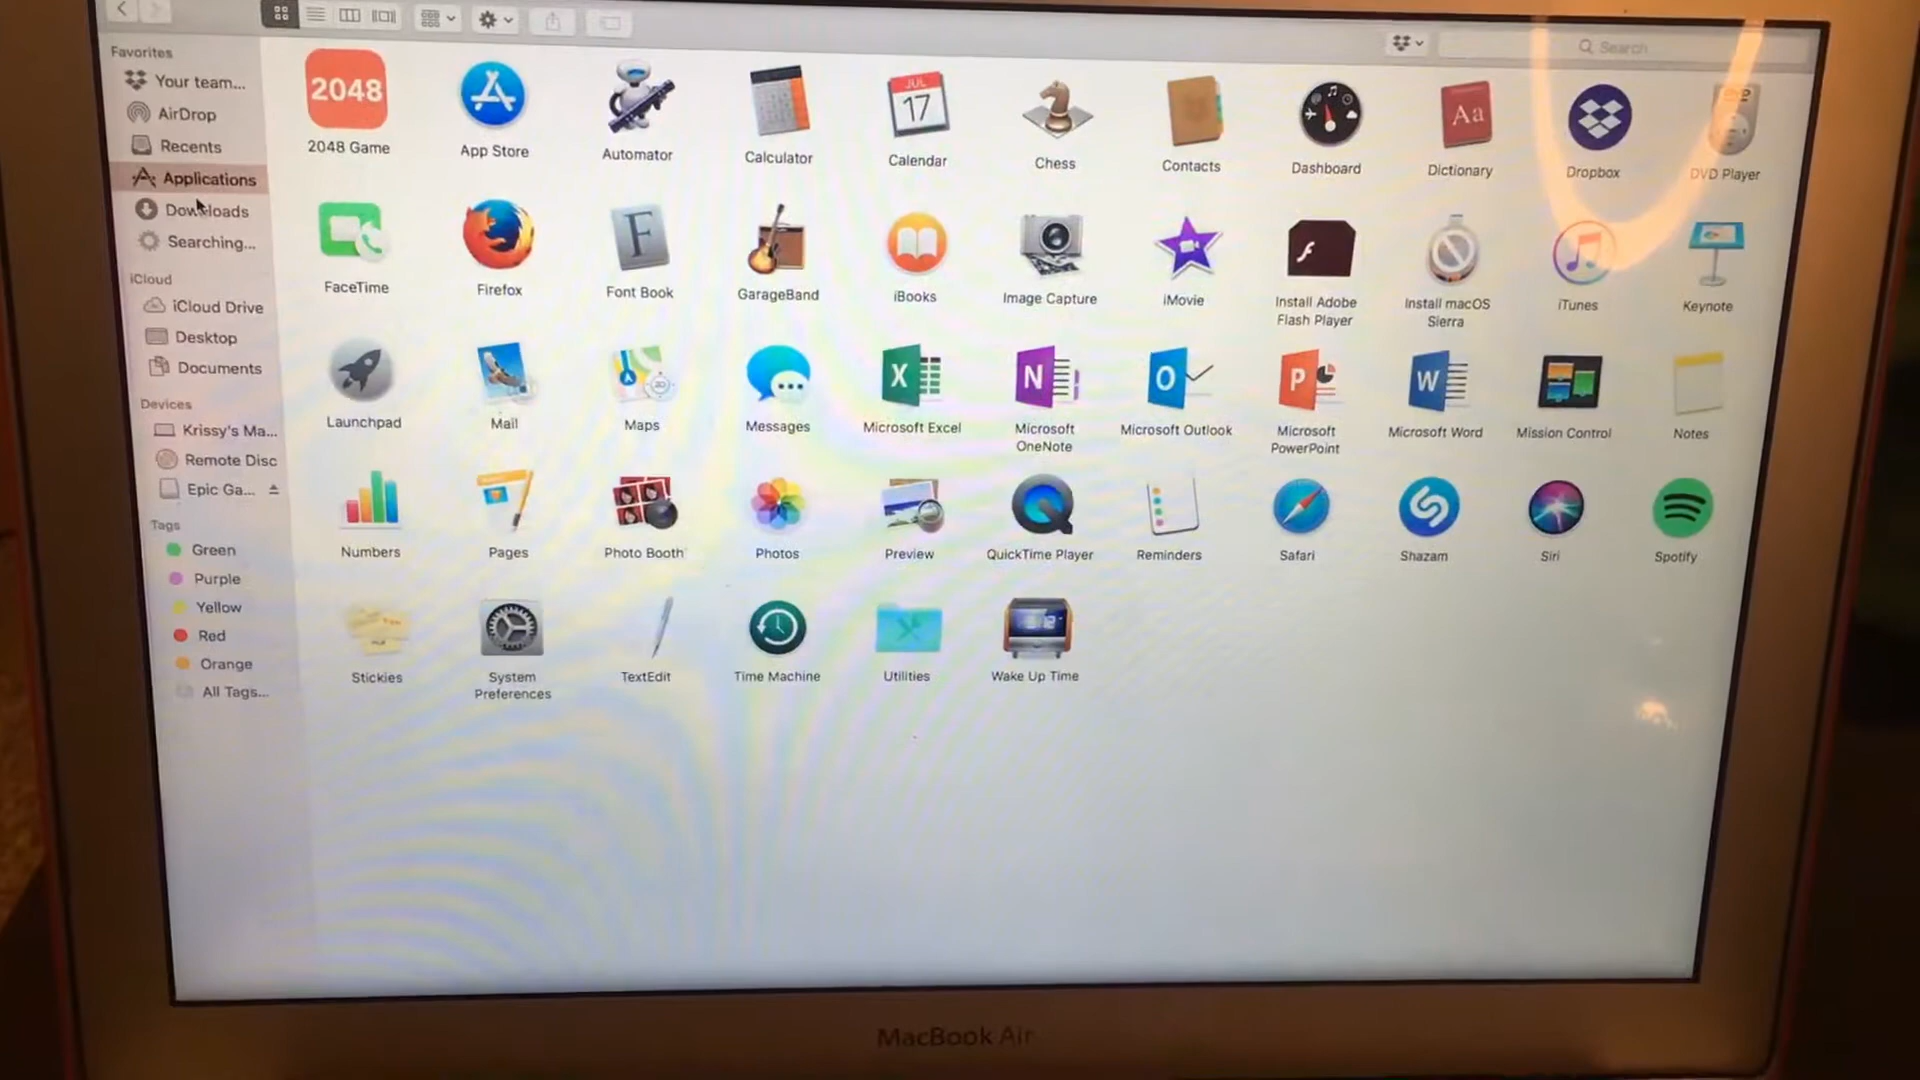 Search
Favorites
Your team...
AirDrop
Recents
Applications
Downloads
Searching...
iCloud
iCloud Drive
Desktop
Documents
Devices
Krissy's Ma...
Remote Disc
Epic Ga...
Tags
Green
Purple
Yellow
Red
Orange
All Tags...
2048
JUL
17
Aa
2048 Game
App Store
Automator
Calculator
Calendar
Chess
Contacts
Dashboard
Dictionary
Dropbox
DVD Player
F
FaceTime
Firefox
Font Book
GarageBand
iBooks
Image Capture
iMovie
Install Adobe
Flash Player
Install macOS
Sierra
iTunes
Keynote
X
N
O
P
W
Launchpad
Mail
Maps
Messages
Microsoft Excel
Microsoft
OneNote
Microsoft Outlook
Microsoft
PowerPoint
Microsoft Word
Mission Control
Notes
Numbers
Pages
Photo Booth
Photos
Preview
QuickTime Player
Reminders
Safari
Shazam
Siri
Spotify
Stickies
System
Preferences
TextEdit
Time Machine
Utilities
Wake Up Time
MacBook Air